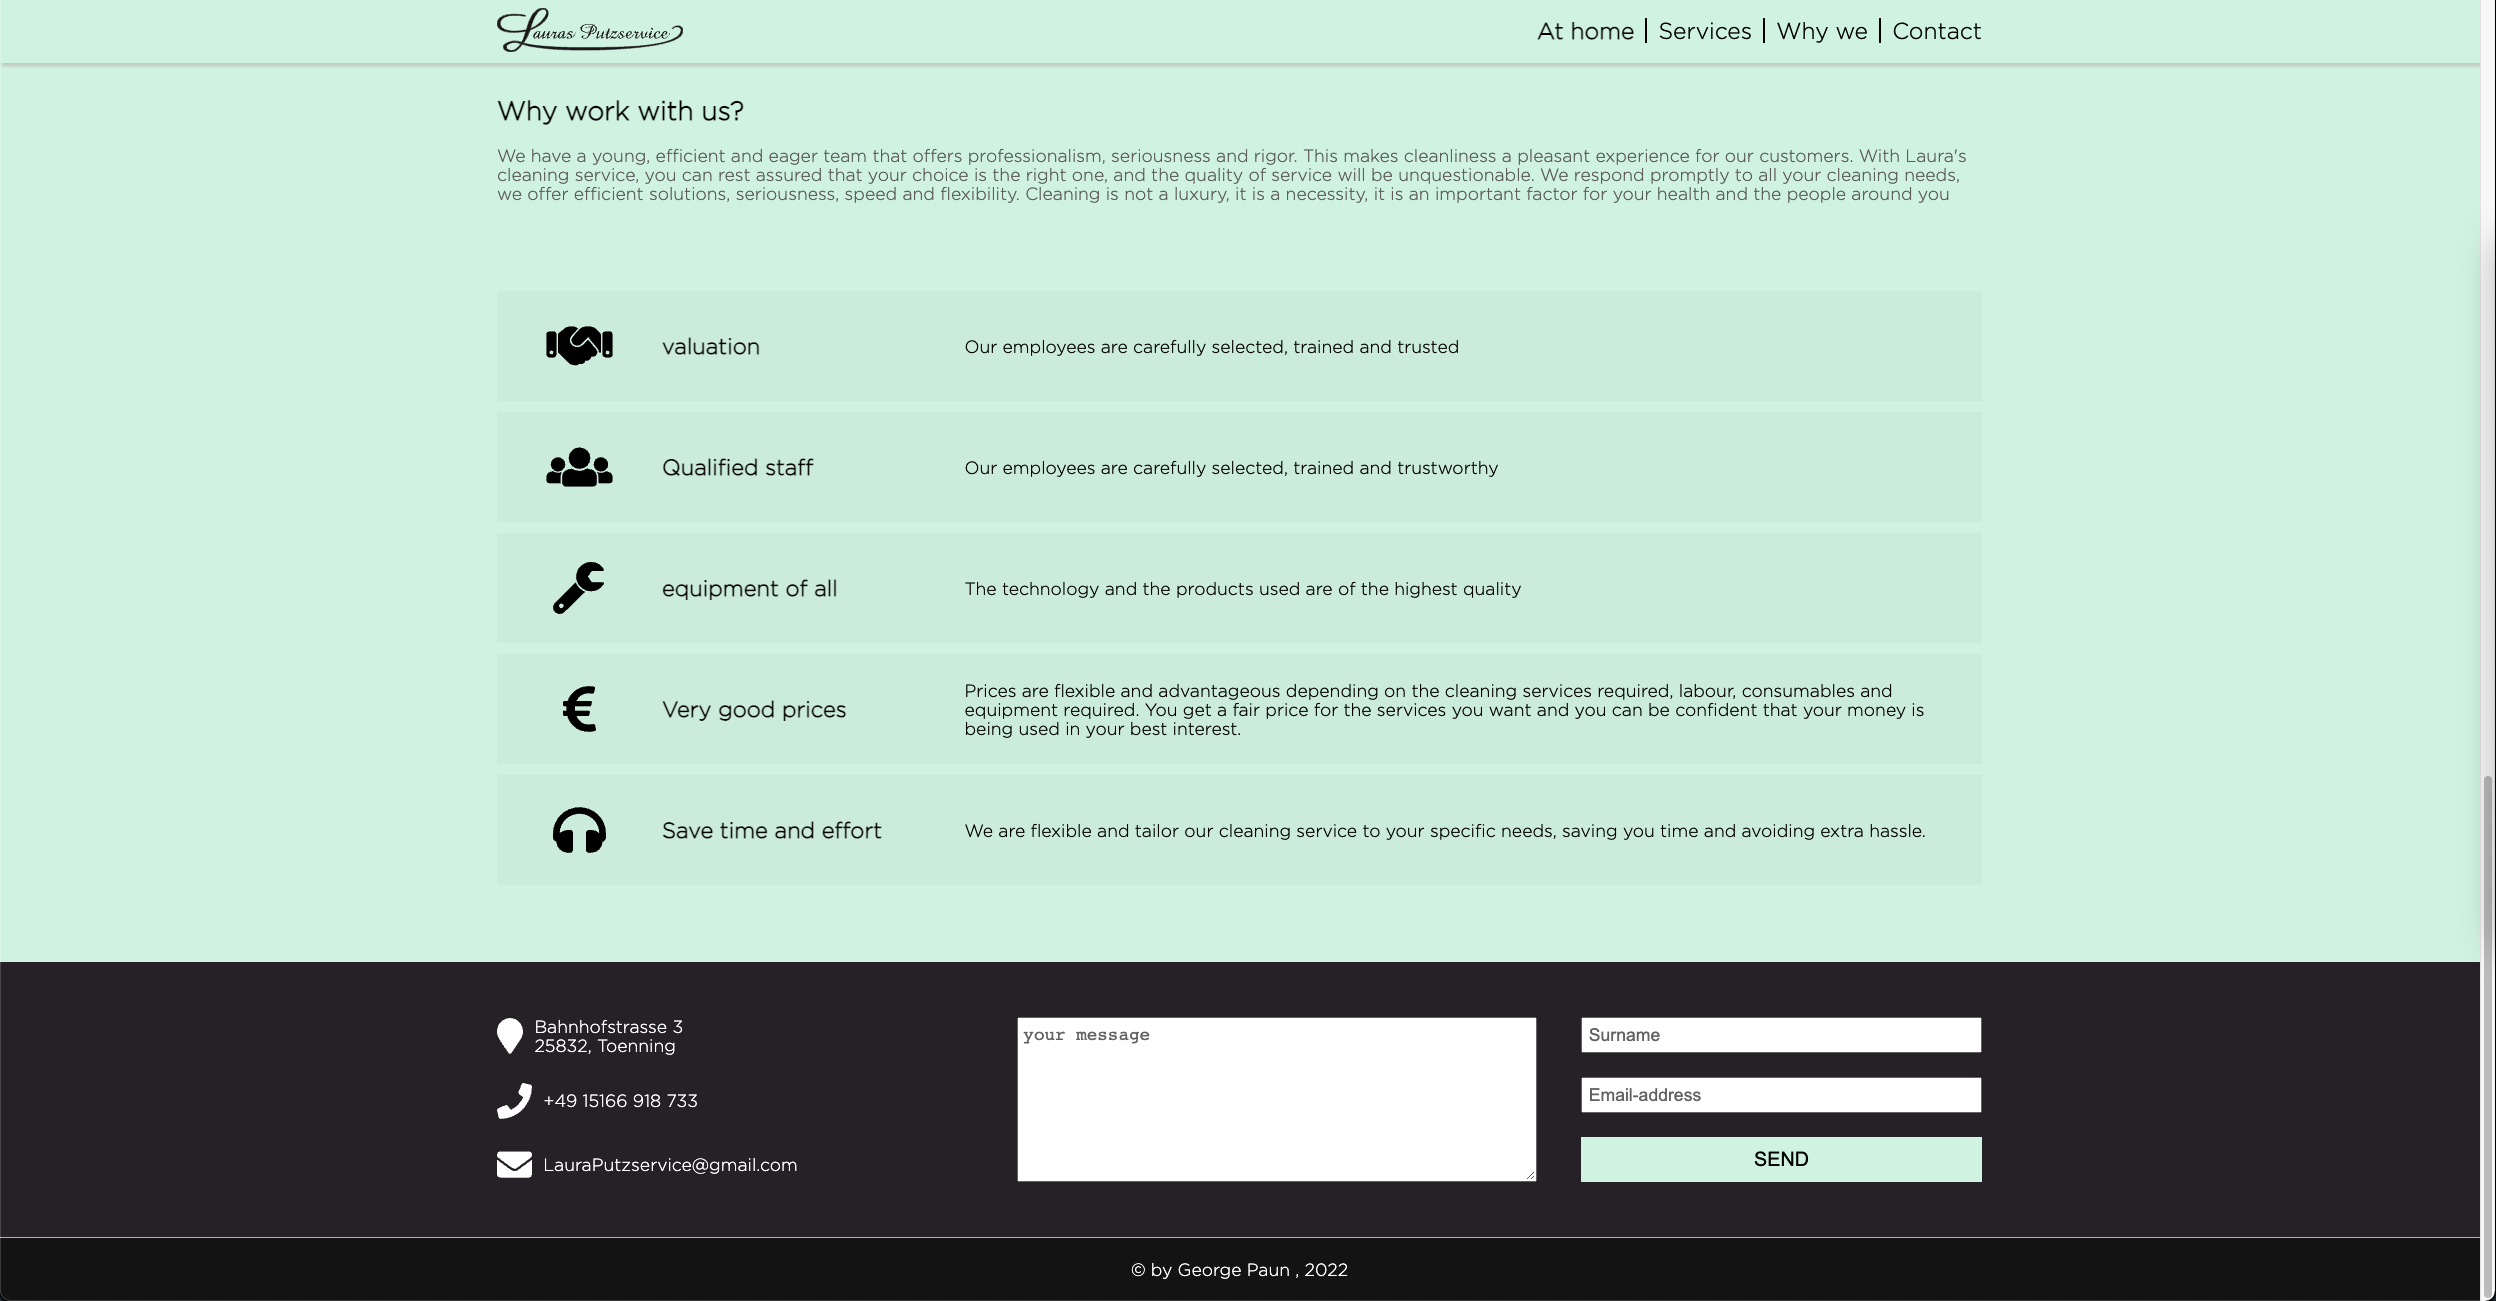 Lauras Putzservice
At home
Services
Why we
Contact
Why work with us?
We have a young, efficient and eager team that offers professionalism, seriousness and rigor. This makes cleanliness a pleasant experience for our customers. With Laura's
cleaning service, you can rest assured that your choice is the right one, and the quality of service will be unquestionable. We respond promptly to all your cleaning needs,
we offer efficient solutions, seriousness, speed and flexibility. Cleaning is not a luxury, it is a necessity, it is an important factor for your health and the people around you
valuation
Our employees are carefully selected, trained and trusted
Qualified staff
Our employees are carefully selected, trained and trustworthy
equipment of all
The technology and the products used are of the highest quality
Very good prices
Prices are flexible and advantageous depending on the cleaning services required, labour, consumables and
equipment required. You get a fair price for the services you want and you can be confident that your money is
being used in your best interest.
Save time and effort
We are flexible and tailor our cleaning service to your specific needs, saving you time and avoiding extra hassle.
Bahnhofstrasse 3
25832, Toenning
+49 15166 918 733
LauraPutzservice@gmail.com
your message
Surname
Email-address
SEND
© by George Paun , 2022